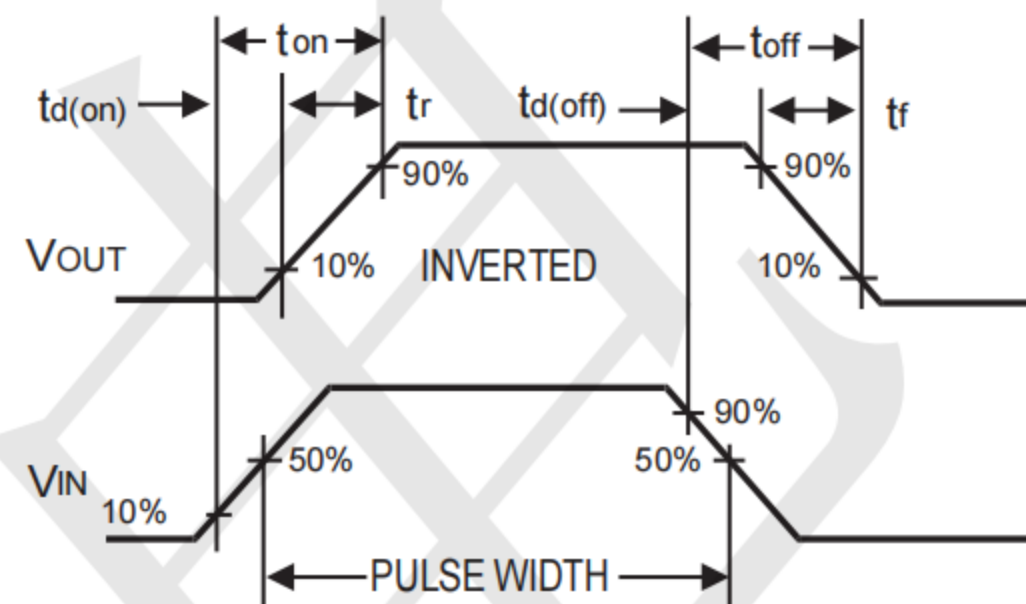 ton toff
td(on) tr td(off) tf
90% 90%
VOUT 10% INVERTED 10%
90%
50% 50%
VIN 10%
PULSE WIDTH